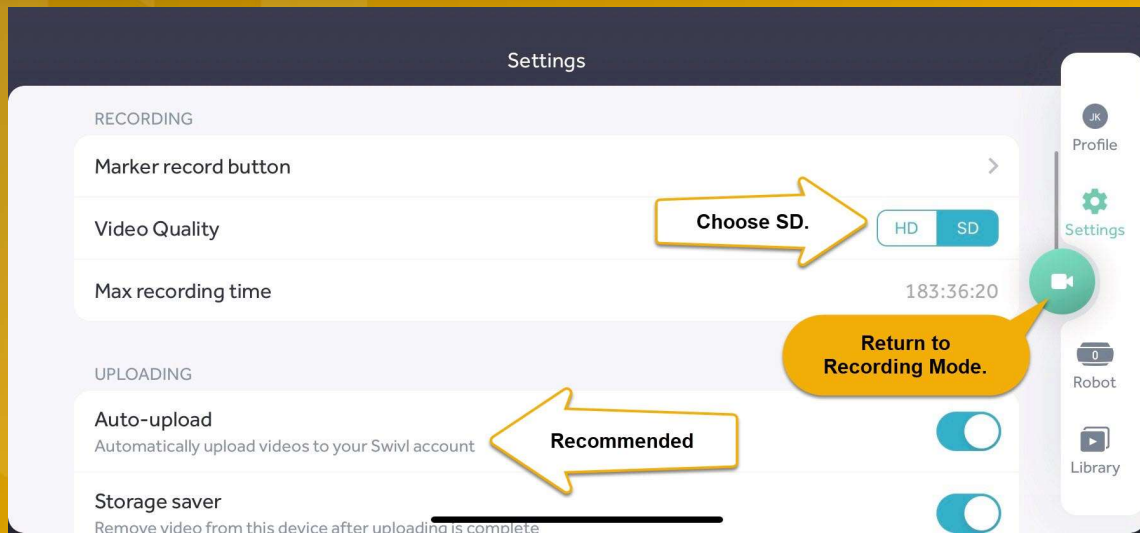 Settings
RECORDING
Marker record button
Video Quality
Choose SD.
HD SD
Max recording time
183:36:20
Return to
Recording Mode.
UPLOADING
Auto-upload
Automatically upload videos to your Swivl account
Recommended
Storage saver
Remove video from this device after uploading is complete
JK
Profile
Settings
0
Robot
Library